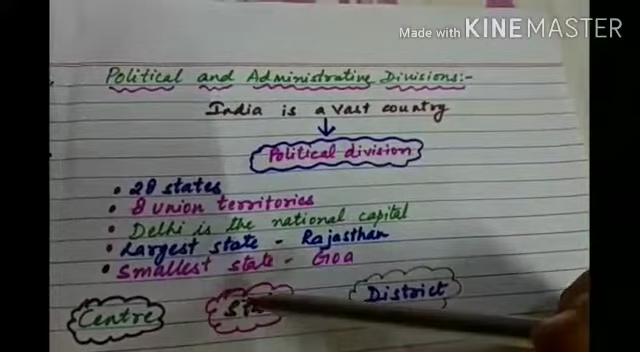 Made with KINEMASTER
Political and Administrative Divisions:-
India is a vast country
Political division
• 28 states
• 8 union territories
• Delhi is the national capital
• Largest state - Rajasthan
• Smallest state - Goa
Centre District